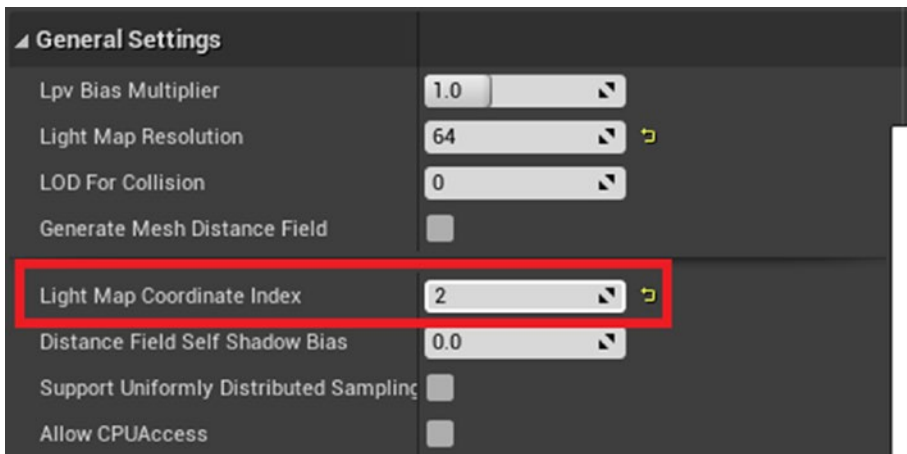 General Settings
Lpv Bias Multiplier 1.0
Light Map Resolution 64
LOD For Collision 0
Generate Mesh Distance Field
Light Map Coordinate Index 2
Distance Field Self Shadow Bias 0.0
Support Uniformly Distributed Sampling
Allow CPUAccess